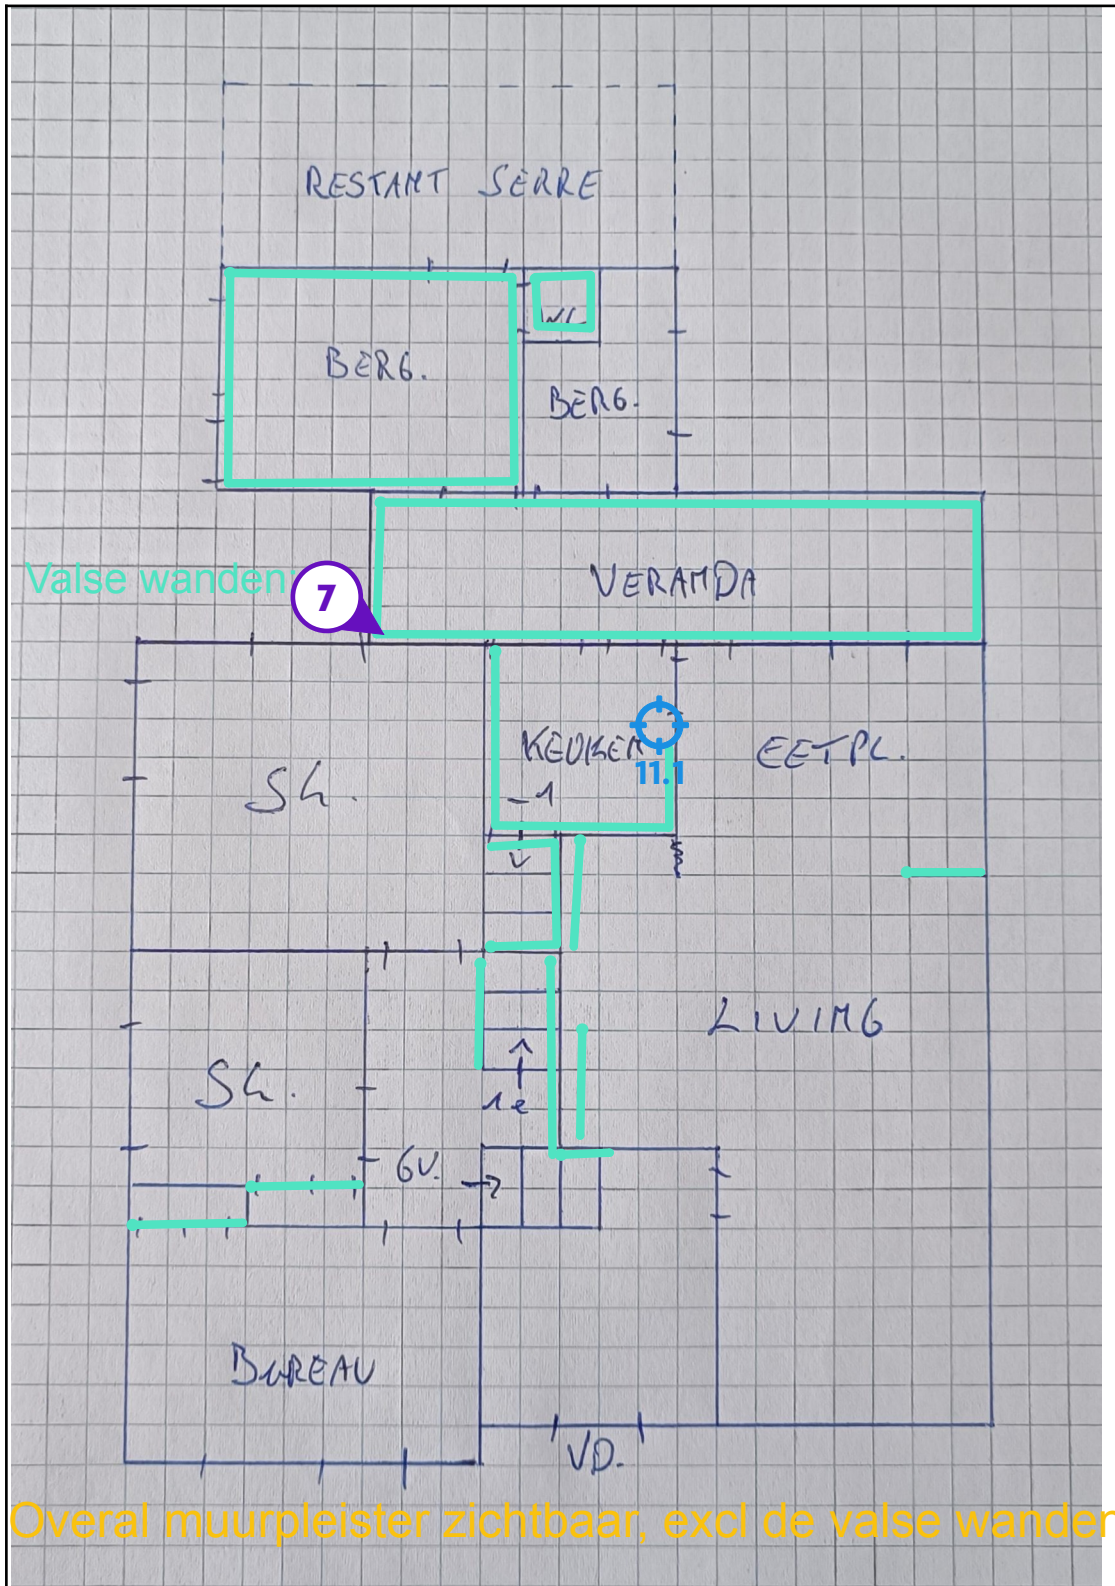 RESTANT SERRE
WC
BERG.
BERG.
Valse wanden
7
VERANDA
KEUKEN
EETPL.
11.1
Sk.
-1
LIVING
Sk.
1e
GV.
BUREAU
VD.
Overal muurpleister zichtbaar, excl de valse wanden